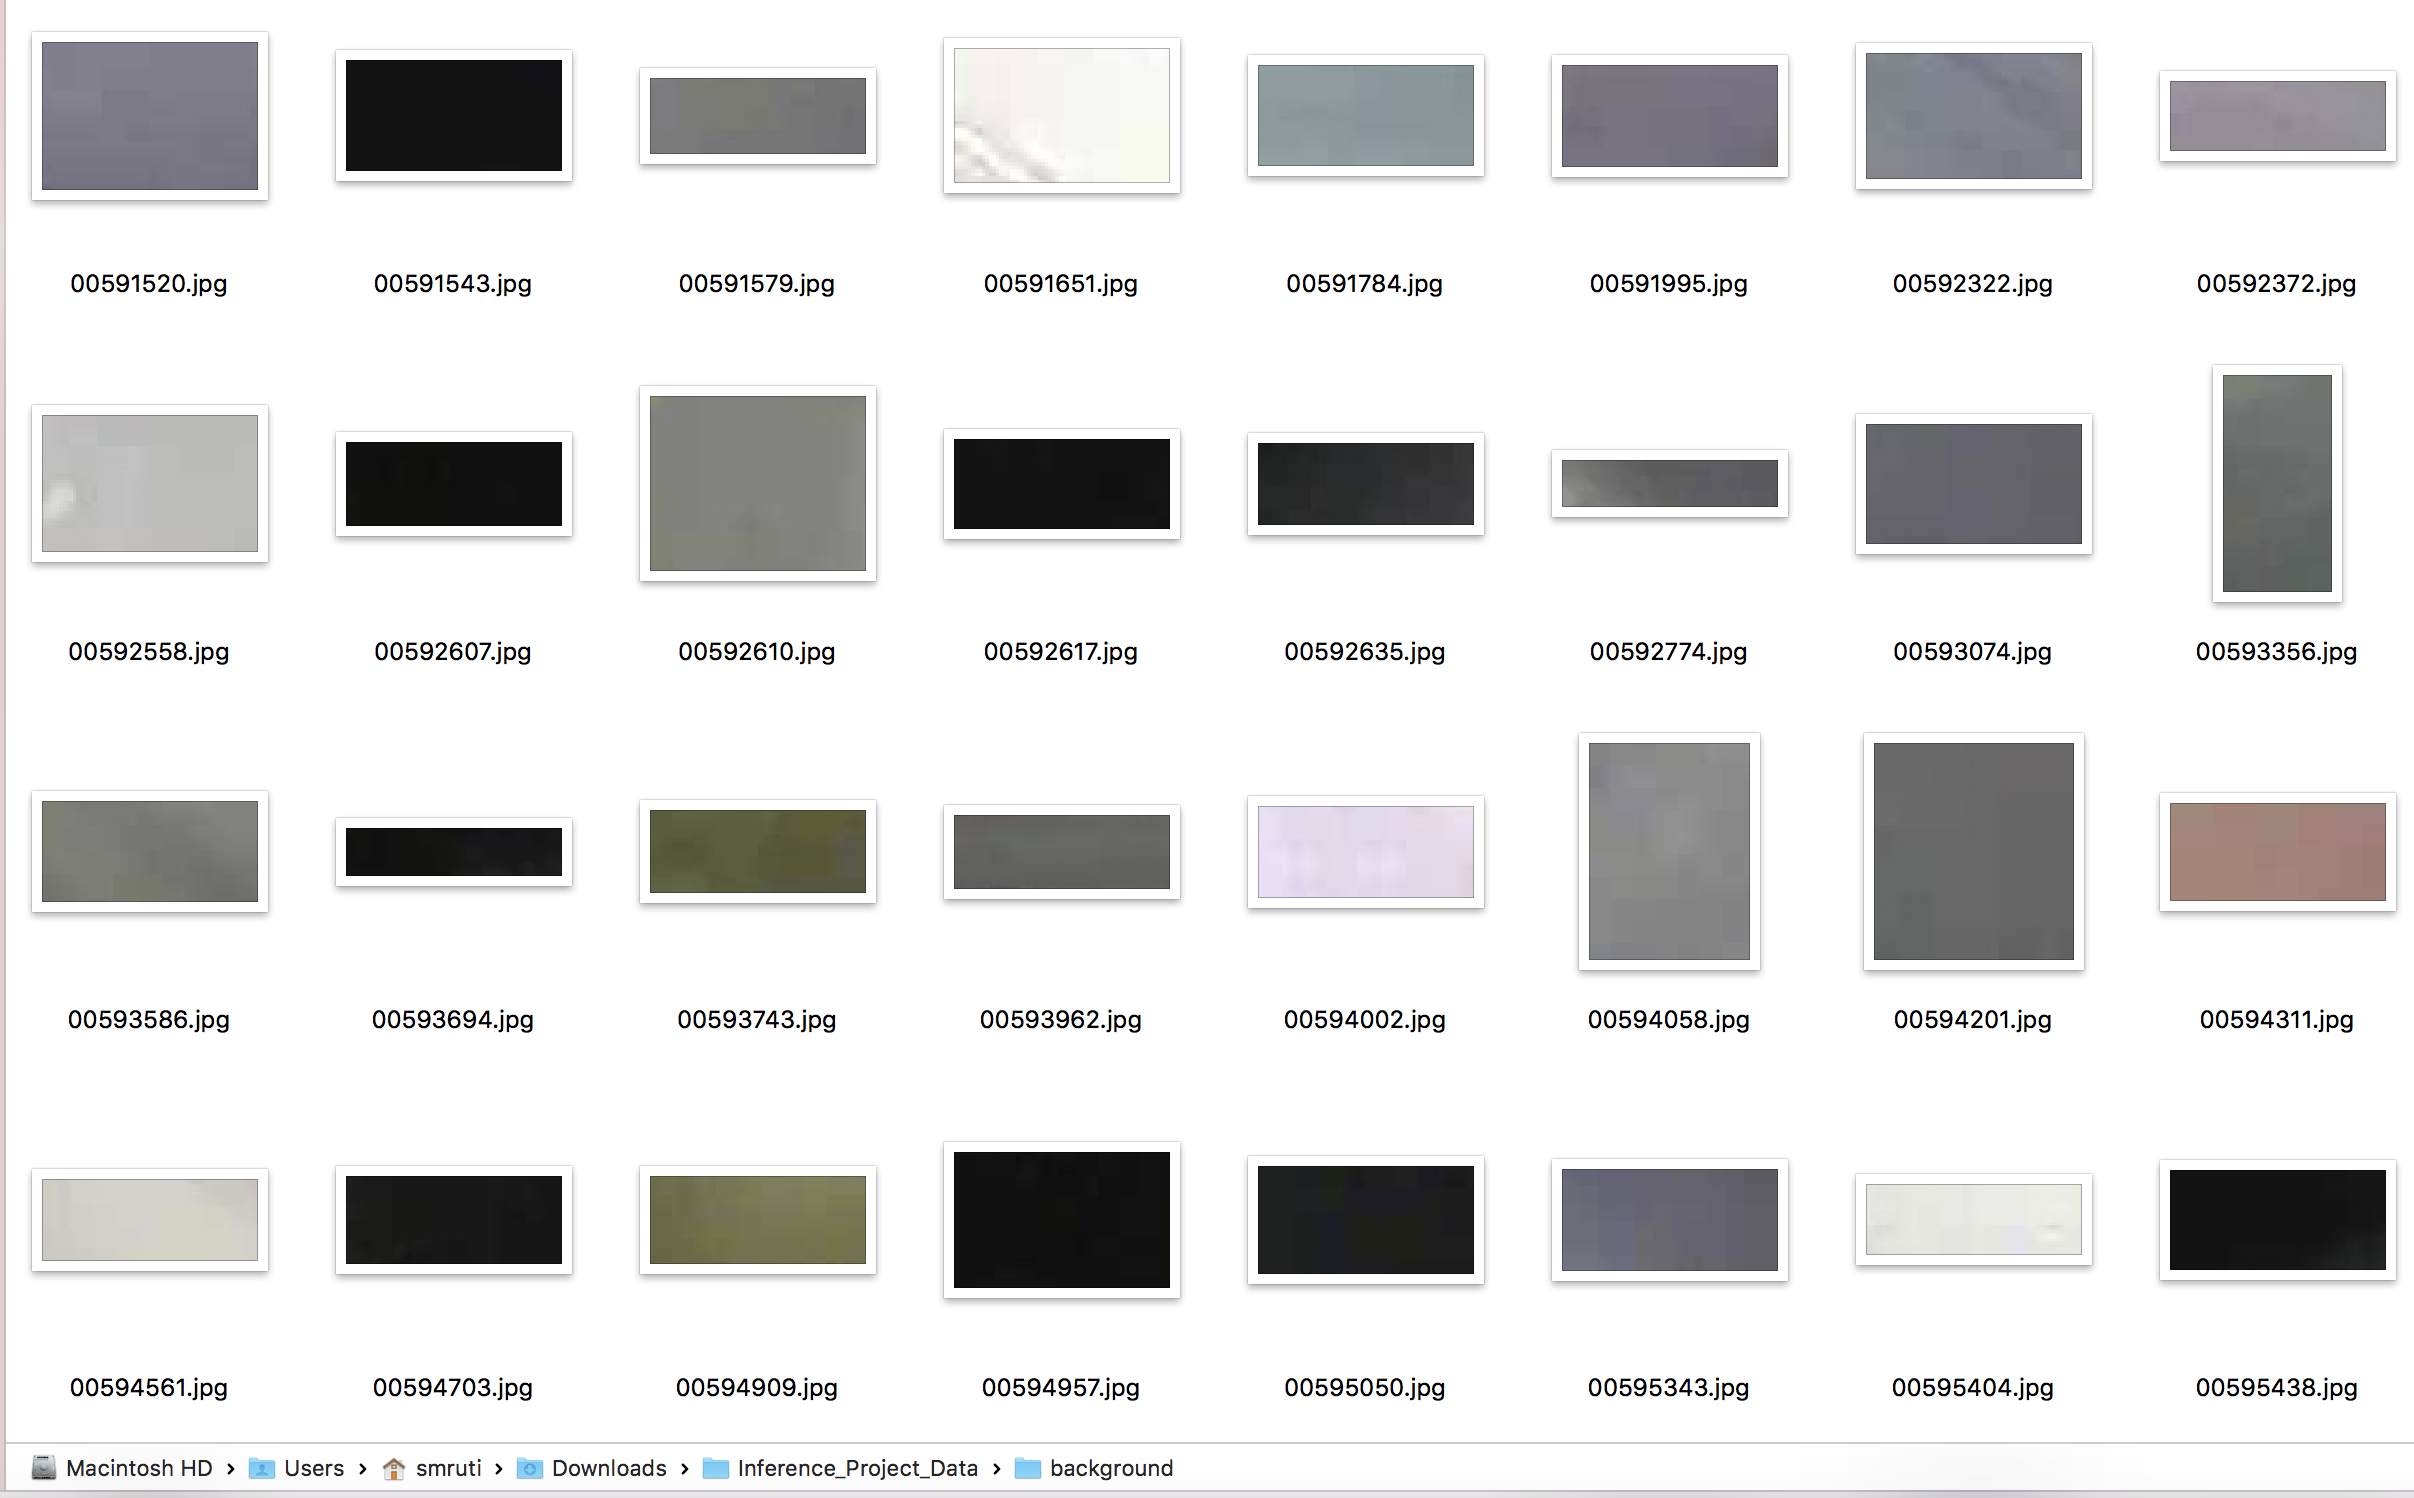 00591520.jpg 00591543.jpg 00591579.jpg 00591651.jpg 00591784.jpg 00591995.jpg 00592322.jpg 00592372.jpg
00592558.jpg 00592607.jpg 00592610.jpg 00592617.jpg 00592635.jpg 00592774.jpg 00593074.jpg 00593356.jpg
00593586.jpg 00593694.jpg 00593743.jpg 00593962.jpg 00594002.jpg 00594058.jpg 00594201.jpg 00594311.jpg
00594561.jpg 00594703.jpg 00594909.jpg 00594957.jpg 00595050.jpg 00595343.jpg 00595404.jpg 00595438.jpg
Macintosh HD › Users › smruti › Downloads › Inference_Project_Data › background